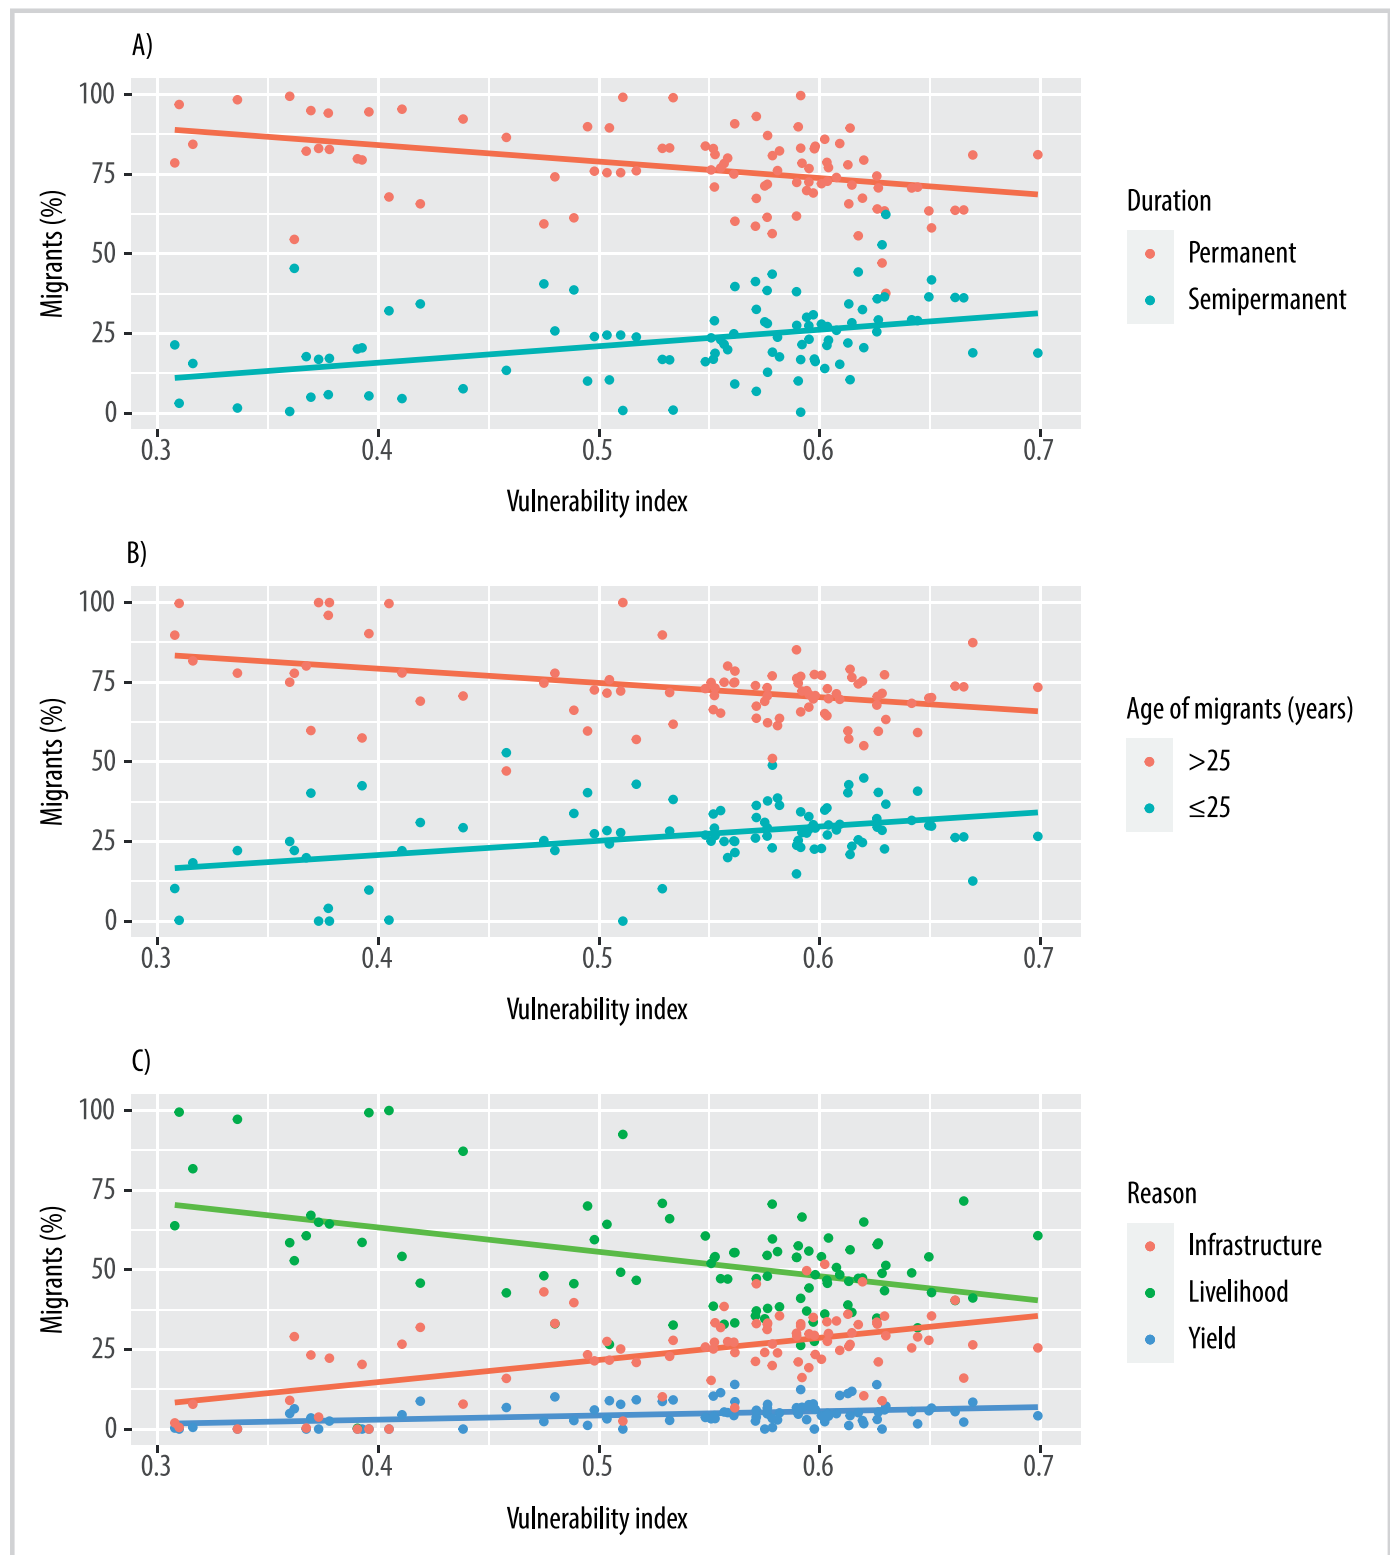 A)
100
75
50
25
0
Migrants (%)
0.3 0.4 0.5 0.6 0.7
Vulnerability index
Duration
Permanent
Semipermanent
B)
100
75
50
25
0
Migrants (%)
0.3 0.4 0.5 0.6 0.7
Vulnerability index
Age of migrants (years)
>25
≤25
C)
100
75
50
25
0
Migrants (%)
0.3 0.4 0.5 0.6 0.7
Vulnerability index
Reason
Infrastructure
Livelihood
Yield